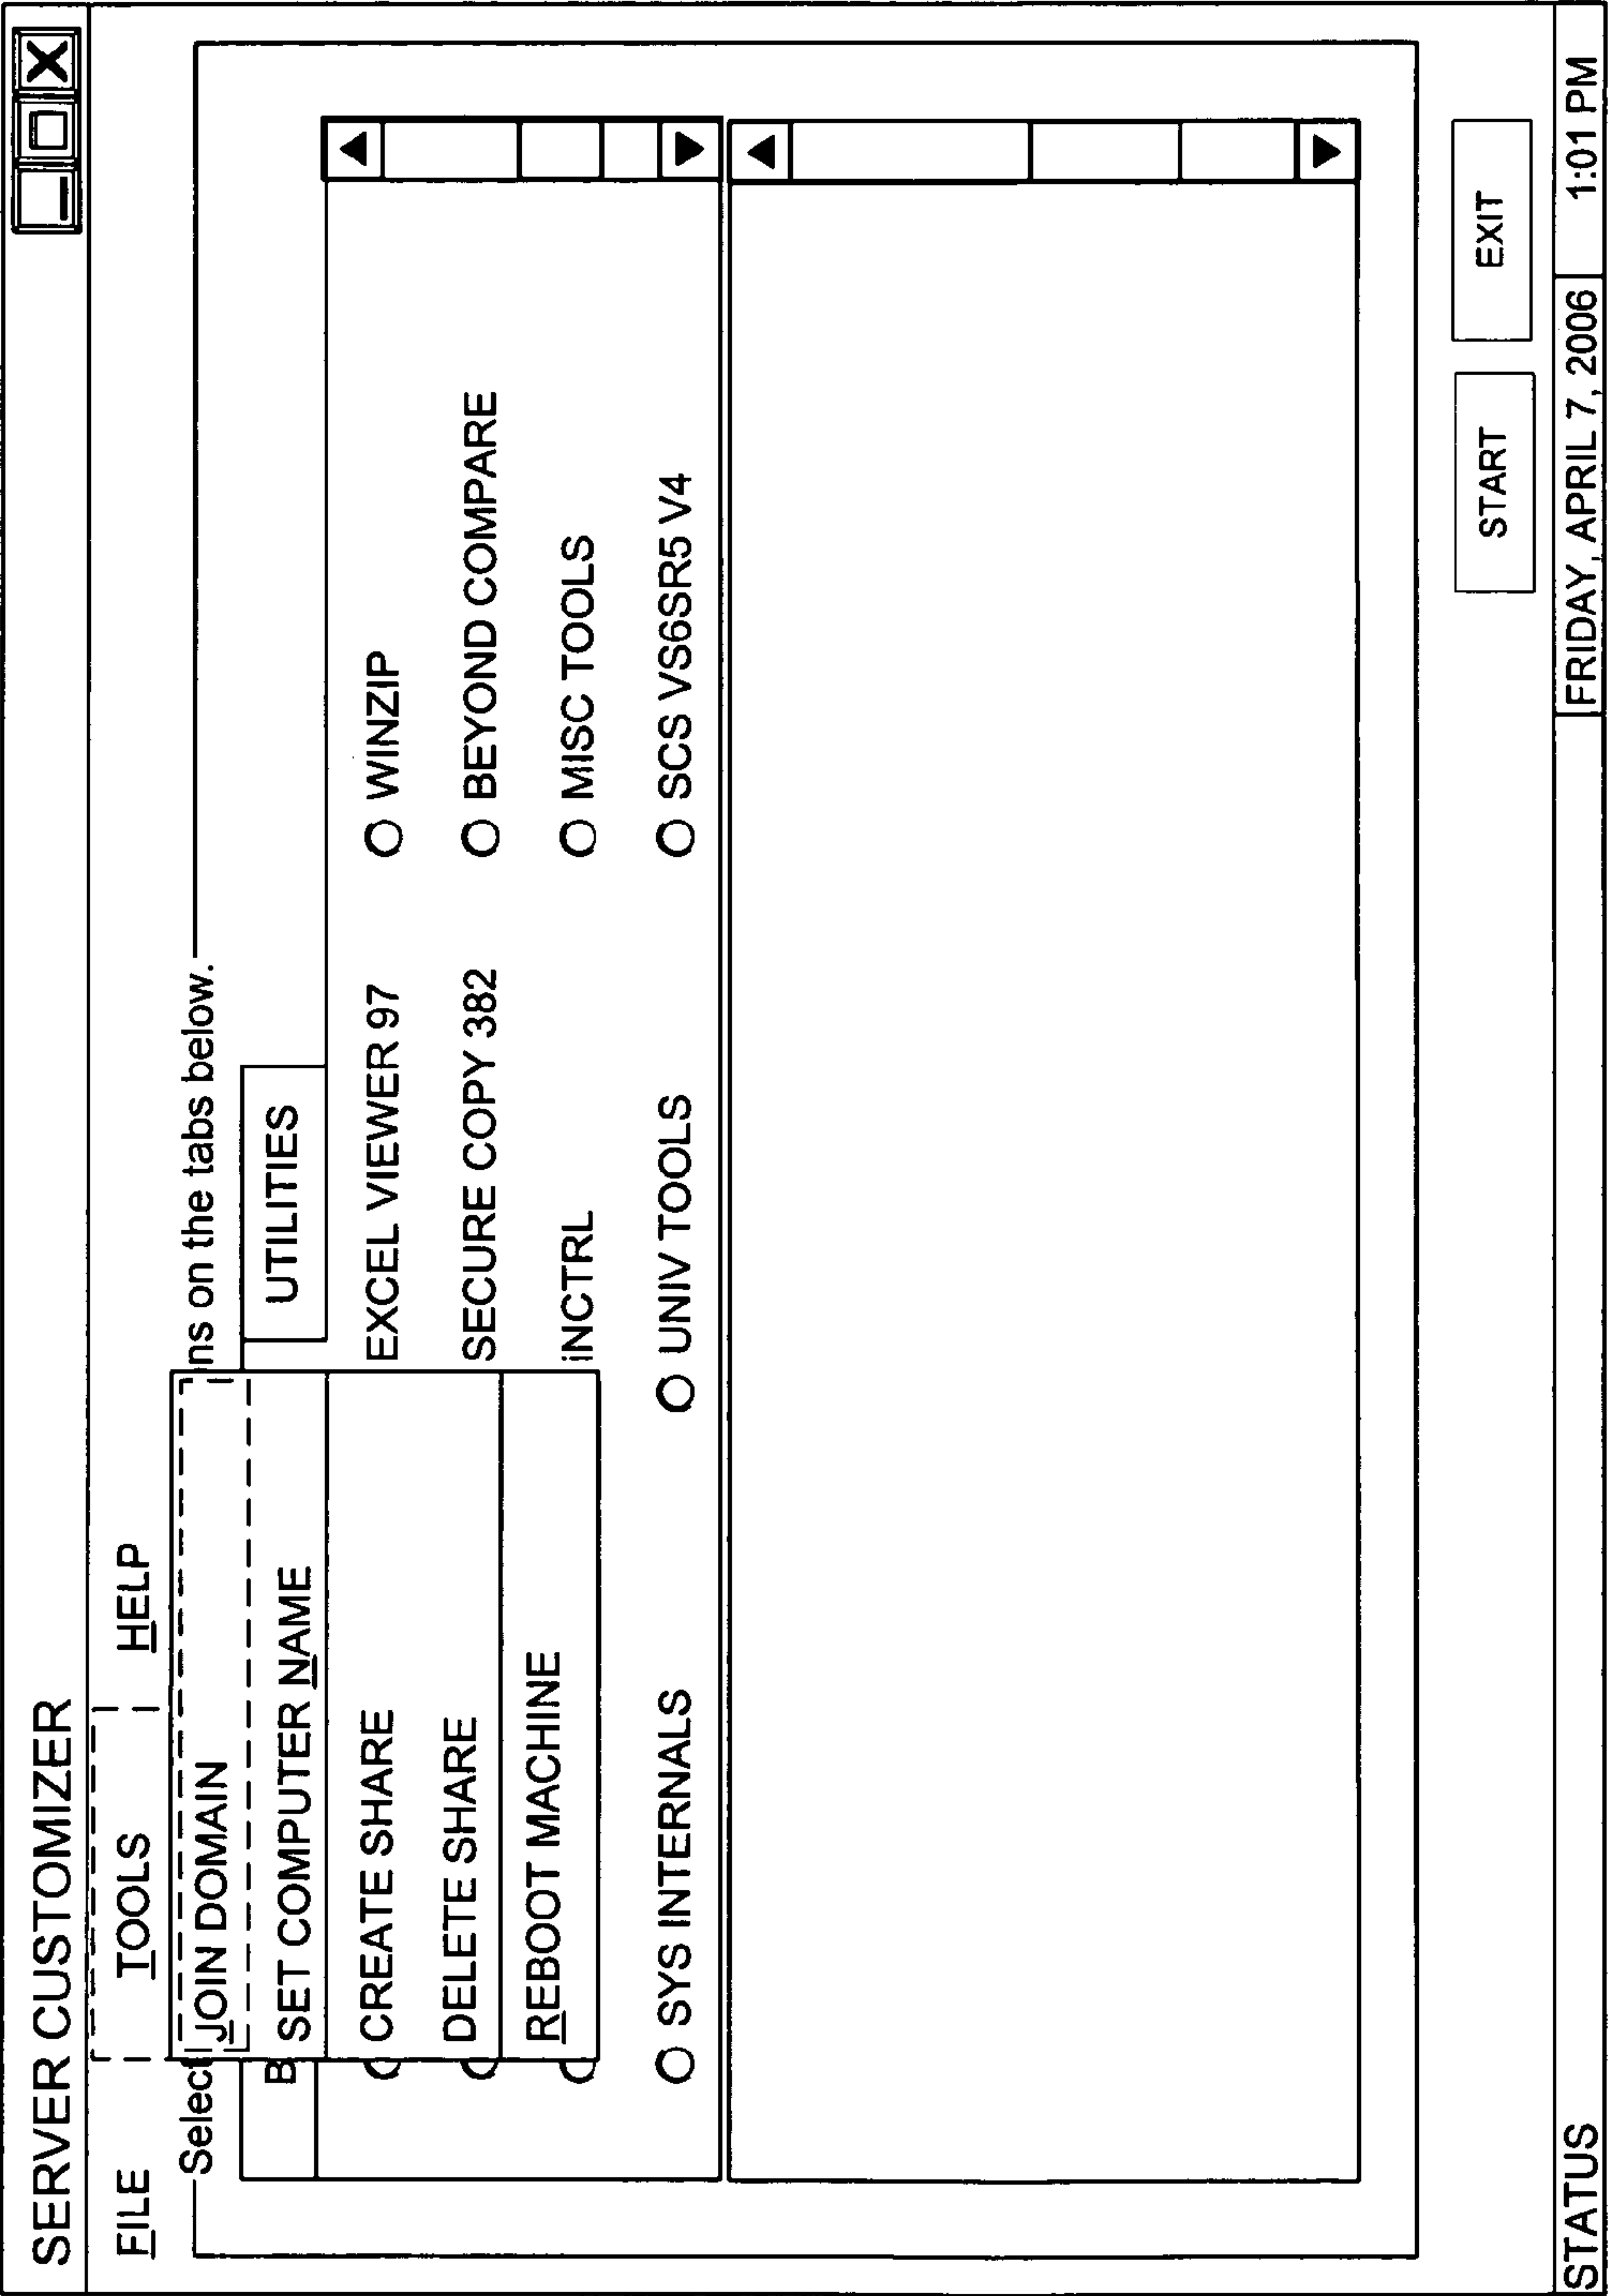 SERVER CUSTOMIZER
FILE TOOLS HELP
Select ns on the tabs below.
JOIN DOMAIN
B SET COMPUTER NAME UTILITIES
CREATE SHARE EXCEL VIEWER 97 WINZIP
DELETE SHARE SECURE COPY 382 BEYOND COMPARE
REBOOT MACHINE iNCTRL MISC TOOLS
SYS INTERNALS UNIV TOOLS SCS VS6SR5 V4
START EXIT
STATUS FRIDAY, APRIL 7, 2006 1:01 PM